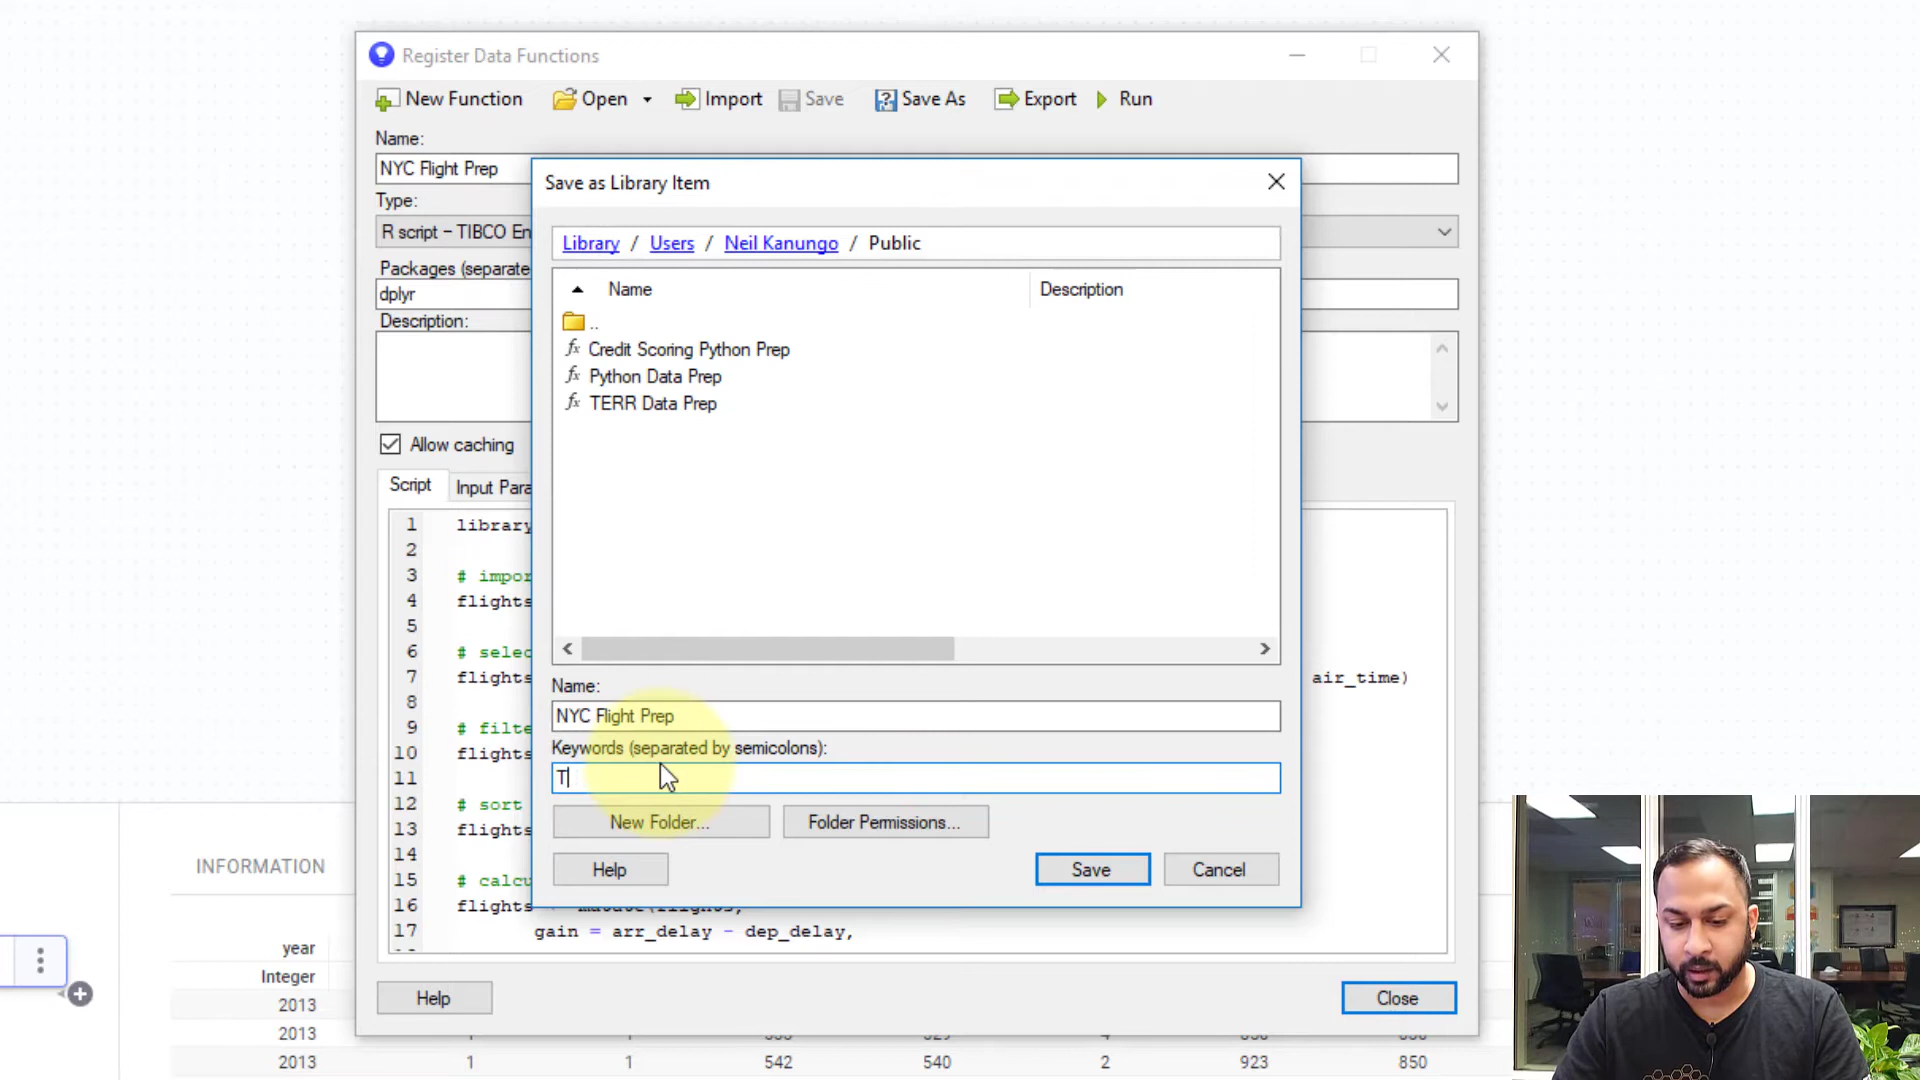 Register Data Functions
New Function Open Import Save Save As Export Run
Name:
NYC Flight Prep
Type:
R script – TIBCO En
Packages (separate
dplyr
Description:
Allow caching
Script Input Para
Save as Library Item
Library / Users / Neil Kanungo / Public
Name Description
..
fx Credit Scoring Python Prep
fx Python Data Prep
fx TERR Data Prep
Name:
NYC Flight Prep
Keywords (separated by semicolons):
T
New Folder... Folder Permissions...
Help Save Cancel
1 library
2
3 # impor
4 flights
5
6 # selec
7 flights air_time)
8
9 # filte
10 flights
11
12 # sort
13 flights
14
15 # calcu
16 flights
17 gain = arr_delay - dep_delay,
Help Close
INFORMATION
year
Integer
2013
2013 1 1
2013 1 1 542 540 2 923 850